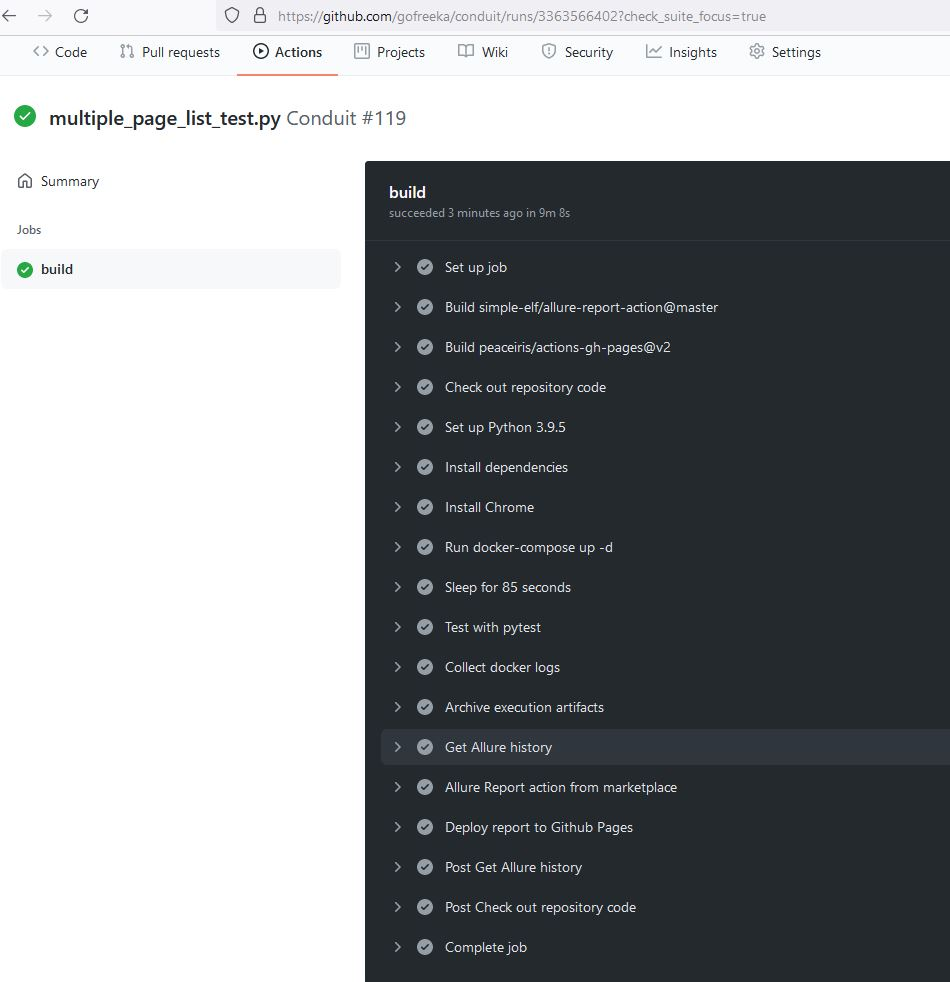 https://github.com/gofreeka/conduit/runs/3363566402?check_suite_focus=true
Code Pull requests Actions Projects Wiki Security Insights Settings
multiple_page_list_test.py Conduit #119
Summary
Jobs
build
build
succeeded 3 minutes ago in 9m 8s
Set up job
Build simple-elf/allure-report-action@master
Build peaceiris/actions-gh-pages@v2
Check out repository code
Set up Python 3.9.5
Install dependencies
Install Chrome
Run docker-compose up -d
Sleep for 85 seconds
Test with pytest
Collect docker logs
Archive execution artifacts
Get Allure history
Allure Report action from marketplace
Deploy report to Github Pages
Post Get Allure history
Post Check out repository code
Complete job